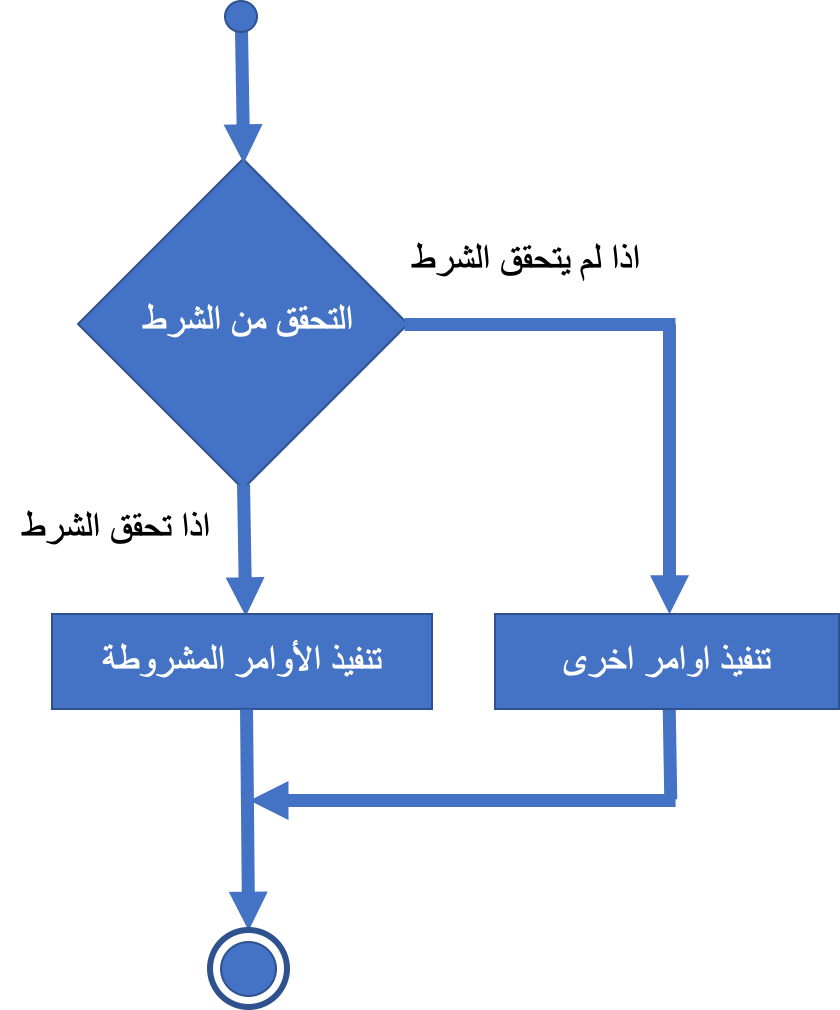 اذا لم يتحقق الشرط
التحقق من الشرط
اذا تحقق الشرط
تنفيذ الأوامر المشروطة
تنفيذ اوامر اخرى